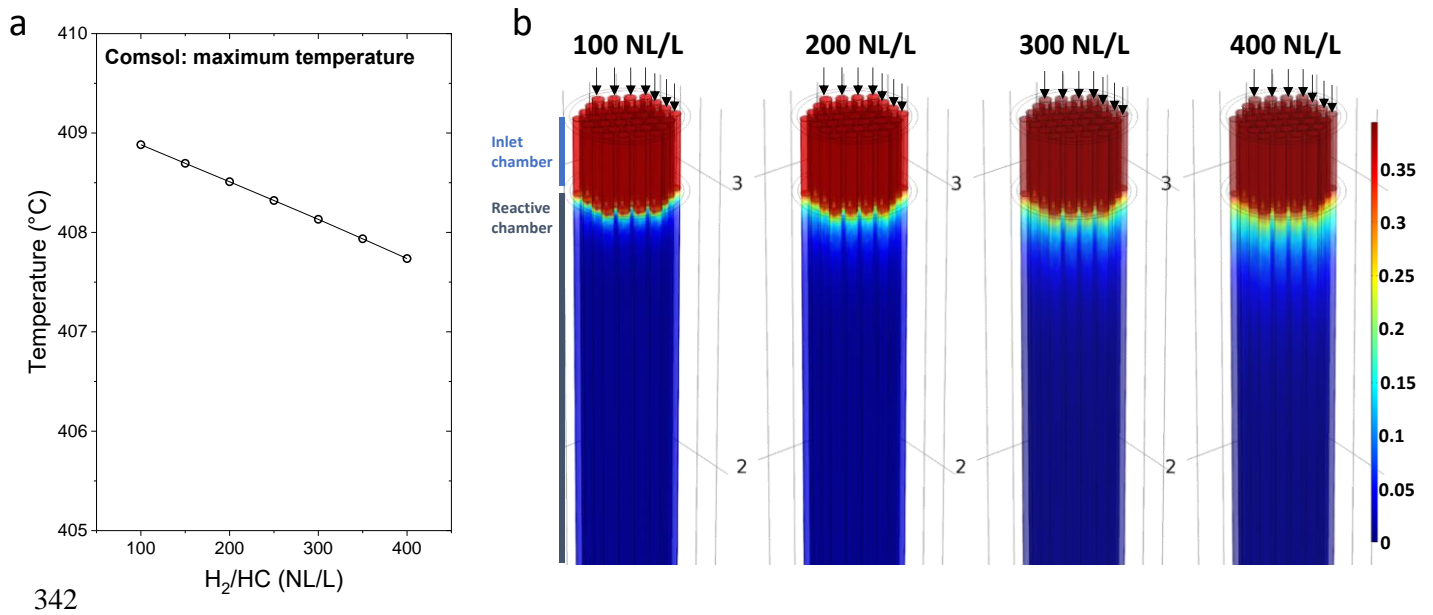 a
Comsol: maximum temperature
Temperature (°C)
410
409
408
407
406
405
100
200
300
400
H₂/HC (NL/L)
342
b
100 NL/L
200 NL/L
300 NL/L
400 NL/L
Inlet
chamber
Reactive
chamber
3
3
3
2
2
2
0.35
0.3
0.25
0.2
0.15
0.1
0.05
0